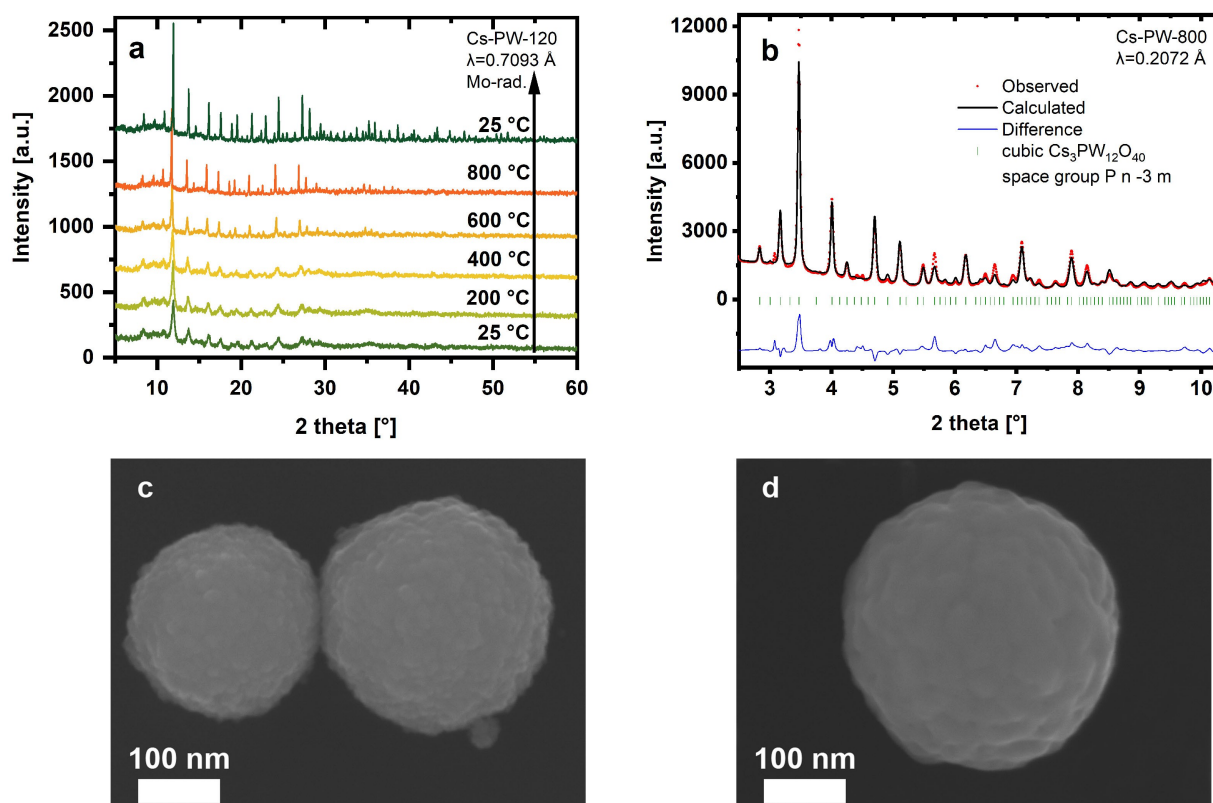 a
Cs-PW-120
λ=0.7093 Å
Mo-rad.
25 °C
800 °C
600 °C
400 °C
200 °C
25 °C
2500
2000
1500
1000
500
0
Intensity [a.u.]
10 20 30 40 50 60
2 theta [°]
b
Cs-PW-800
λ=0.2072 Å
Observed
Calculated
Difference
cubic Cs₃PW₁₂O₄₀
space group P n -3 m
12000
9000
6000
3000
0
Intensity [a.u.]
3 4 5 6 7 8 9 10
2 theta [°]
c
100 nm
d
100 nm